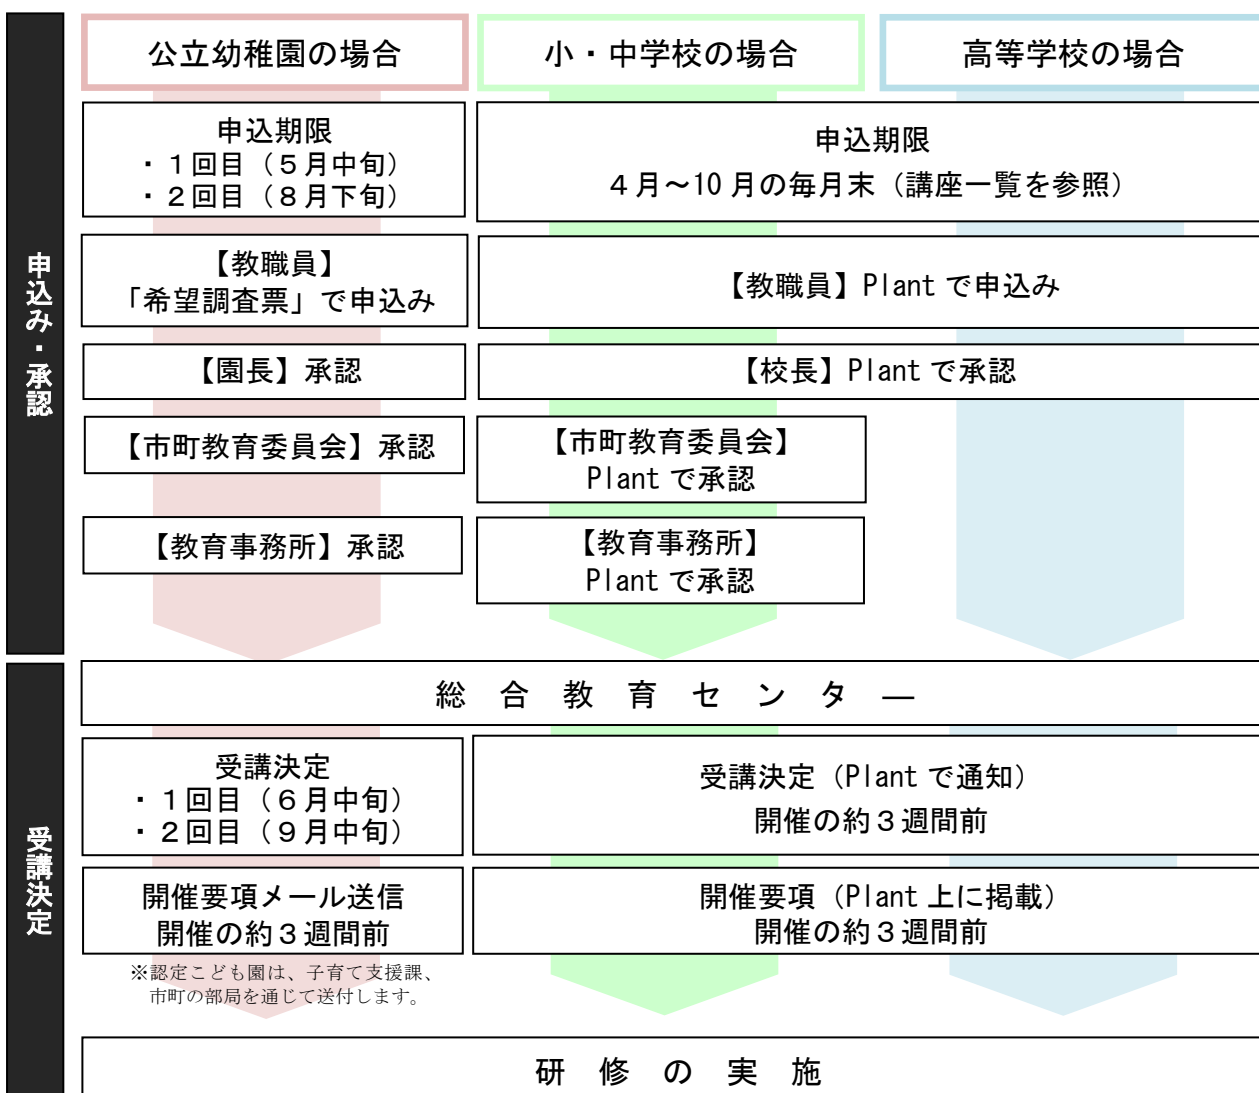 公立幼稚園の場合
小・中学校の場合
高等学校の場合
申込み・承認
申込期限
・１回目（５月中旬）
・２回目（８月下旬）
申込期限
４月～10月の毎月末（講座一覧を参照）
【教職員】
「希望調査票」で申込み
【教職員】Plantで申込み
【園長】承認
【校長】Plantで承認
【市町教育委員会】承認
【市町教育委員会】
Plantで承認
【教育事務所】承認
【教育事務所】
Plantで承認
総合教育センター
受講決定
受講決定
・１回目（６月中旬）
・２回目（９月中旬）
受講決定（Plantで通知）
開催の約３週間前
開催要項メール送信
開催の約３週間前
開催要項（Plant上に掲載）
開催の約３週間前
※認定こども園は、子育て支援課、
市町の部局を通じて送付します。
研修の実施